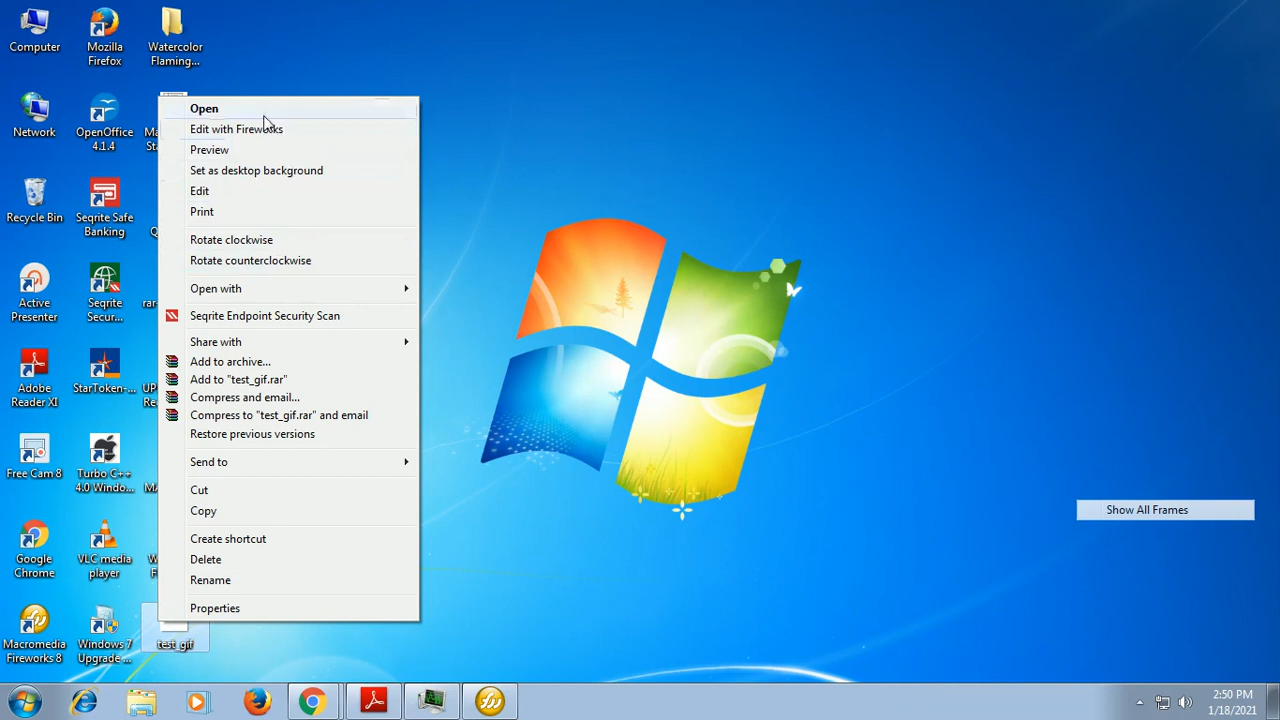 Computer
Mozilla
Firefox
Watercolor
Flaming...
Network
OpenOffice
4.1.4
Recycle Bin
Seqrite Safe
Banking
Active
Presenter
Seqrite
Secur...
Adobe
Reader XI
StarToken-...
Free Cam 8
Turbo C++
4.0 Windo...
Google
Chrome
VLC media
player
Macromedia
Fireworks 8
Windows 7
Upgrade ...
test_gif
Open
Edit with Fireworks
Preview
Set as desktop background
Edit
Print
Rotate clockwise
Rotate counterclockwise
Open with
Seqrite Endpoint Security Scan
Share with
Add to archive...
Add to "test_gif.rar"
Compress and email...
Compress to "test_gif.rar" and email
Restore previous versions
Send to
Cut
Copy
Create shortcut
Delete
Rename
Properties
Show All Frames
2:50 PM
1/18/2021